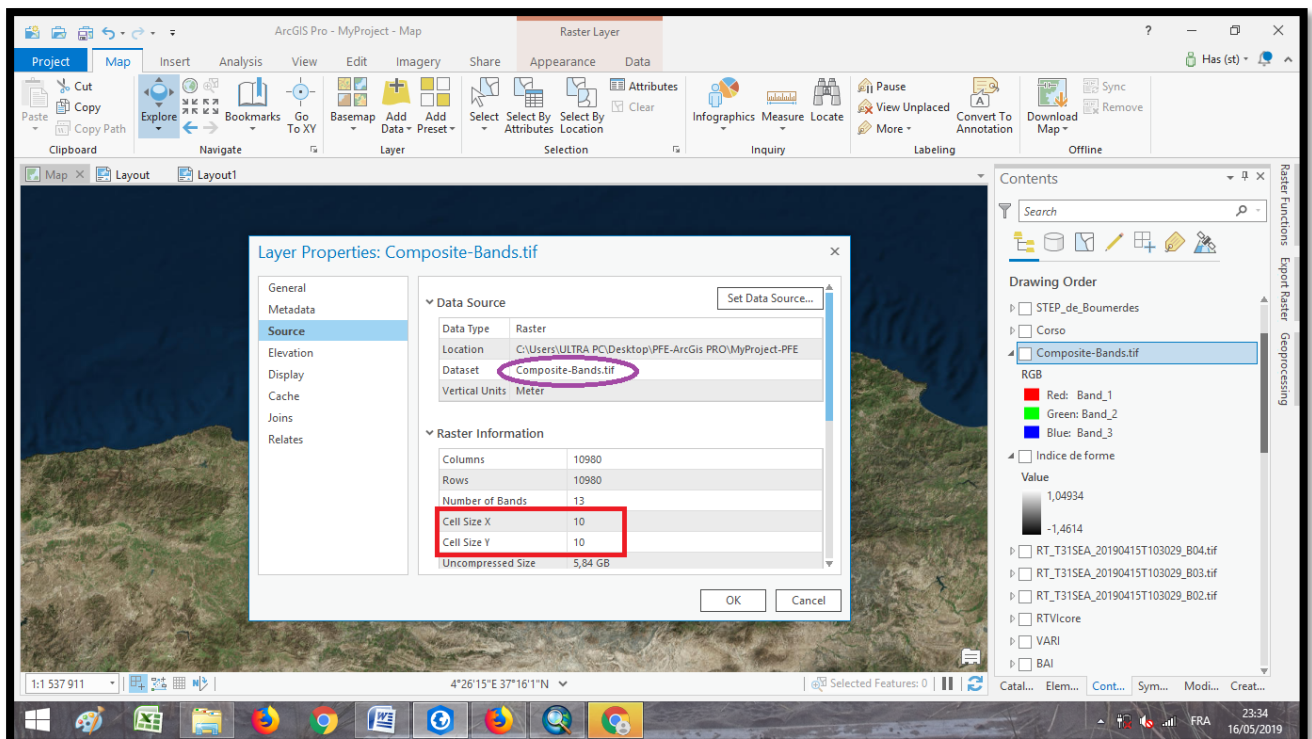 ArcGIS Pro - MyProject - Map
Raster Layer
?
Project Map Insert Analysis View Edit Imagery Share Appearance Data
Has (st)
Paste
Cut
Copy
Copy Path
Clipboard
Explore
Bookmarks
Go To XY
Navigate
Basemap
Add Data
Add Preset
Layer
Select
Select By Attributes
Select By Location
Attributes
Clear
Selection
Infographics
Measure
Locate
Inquiry
Pause
View Unplaced
More
Convert To Annotation
Labeling
Download Map
Sync
Remove
Offline
Map
Layout
Layout1
Layer Properties: Composite-Bands.tif
General
Metadata
Source
Elevation
Display
Cache
Joins
Relates
Data Source
Set Data Source...
Data Type Raster
Location C:\Users\ULTRA PC\Desktop\PFE-ArcGis PRO\MyProject-PFE
Dataset Composite-Bands.tif
Vertical Units Meter
Raster Information
Columns 10980
Rows 10980
Number of Bands 13
Cell Size X 10
Cell Size Y 10
Uncompressed Size 5,84 GB
OK
Cancel
Contents
Search
Drawing Order
STEP_de_Boumerdes
Corso
Composite-Bands.tif
RGB
Red: Band_1
Green: Band_2
Blue: Band_3
Indice de forme
Value
1,04934
-1,4614
RT_T31SEA_20190415T103029_B04.tif
RT_T31SEA_20190415T103029_B03.tif
RT_T31SEA_20190415T103029_B02.tif
RTVIcore
VARI
BAI
Catal... Elem... Cont... Sym... Modi... Creat...
Raster Functions
Export Raster
Geoprocessing
1:1 537 911
4°26'15"E 37°16'1"N
Selected Features: 0
FRA
23:34
16/05/2019